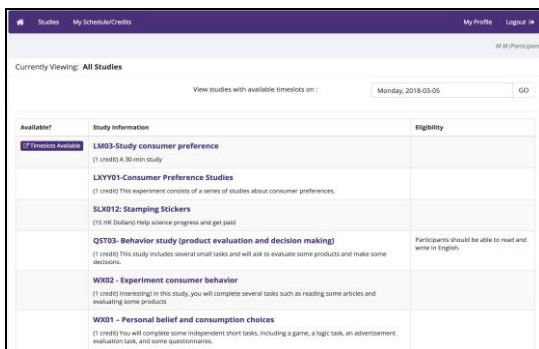 Studies My Schedule/Credits My Profile Logout
M M (Participant
Currently Viewing: All Studies
View studies with available timeslots on : Monday, 2018-03-05 GO
Available? Study Information Eligibility
Timeslots Available LM03-Study consumer preference
(1 credit) A 30-min study
LXYY01-Consumer Preference Studies
(1 credit) This experiment consists of a series of studies about consumer preferences.
SLX012: Stamping Stickers
(15 HK Dollars) Help science progress and get paid
QST03- Behavior study (product evaluation and decision making) Participants should be able to read and
write in English.
(1 credit) This study includes several small tasks and will ask to evaluate some products and make some
decisions.
WX02 - Experiment consumer behavior
(1 credit) Interesting! In this study, you will complete several tasks such as reading some articles and
evaluating some products
WX01 – Personal belief and consumption choices
(1 credit) You will complete some independent short tasks, including a game, a logic task, an advertisement
evaluation task, and some questionnaires.